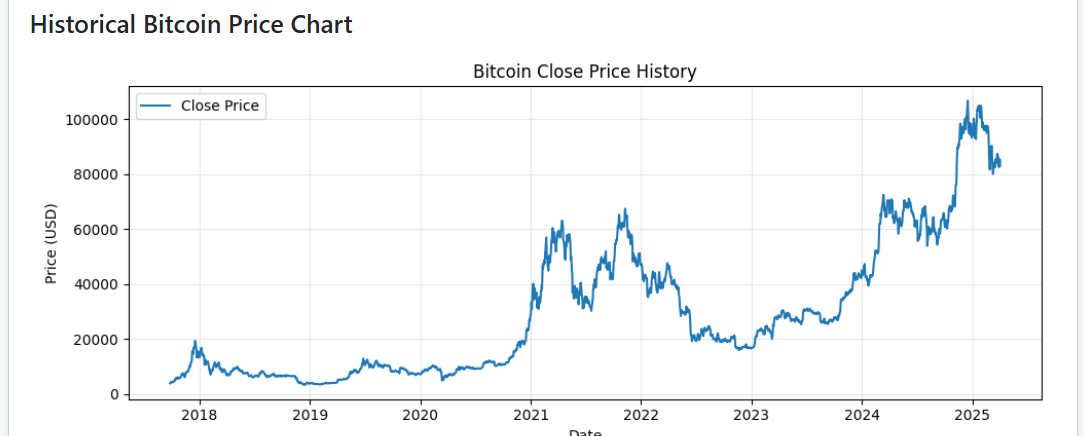 Historical Bitcoin Price Chart
Bitcoin Close Price History
Close Price
100000
80000
60000
40000
20000
0
Price (USD)
2018 2019 2020 2021 2022 2023 2024 2025
Date